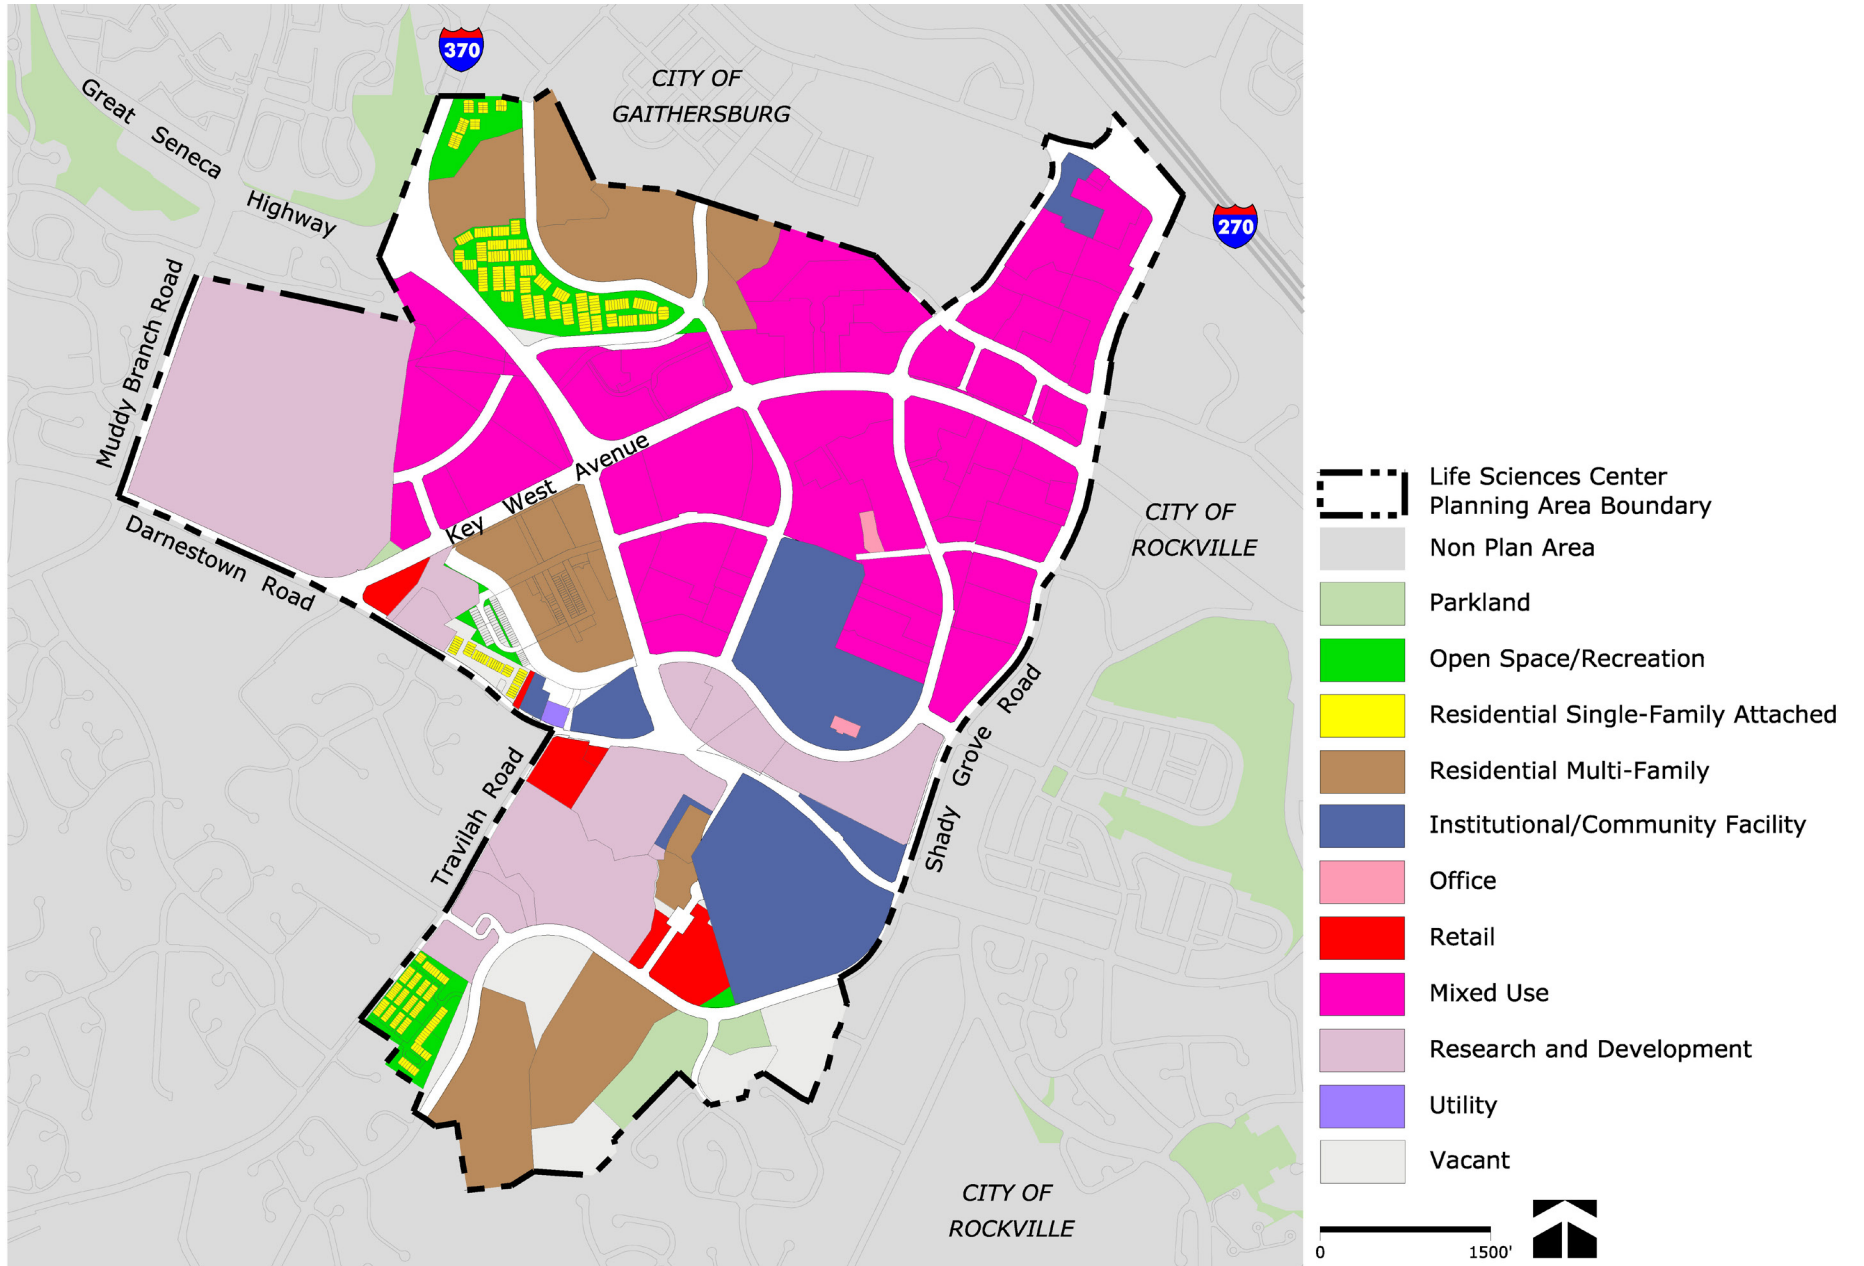 370
CITY OF
GAITHERSBURG
Great Seneca
Highway
270
Muddy Branch Road
Key West Avenue
Darnestown Road
CITY OF
ROCKVILLE
Shady Grove Road
Travilah Road
CITY OF
ROCKVILLE
Life Sciences Center
Planning Area Boundary
Non Plan Area
Parkland
Open Space/Recreation
Residential Single-Family Attached
Residential Multi-Family
Institutional/Community Facility
Office
Retail
Mixed Use
Research and Development
Utility
Vacant
0 1500'